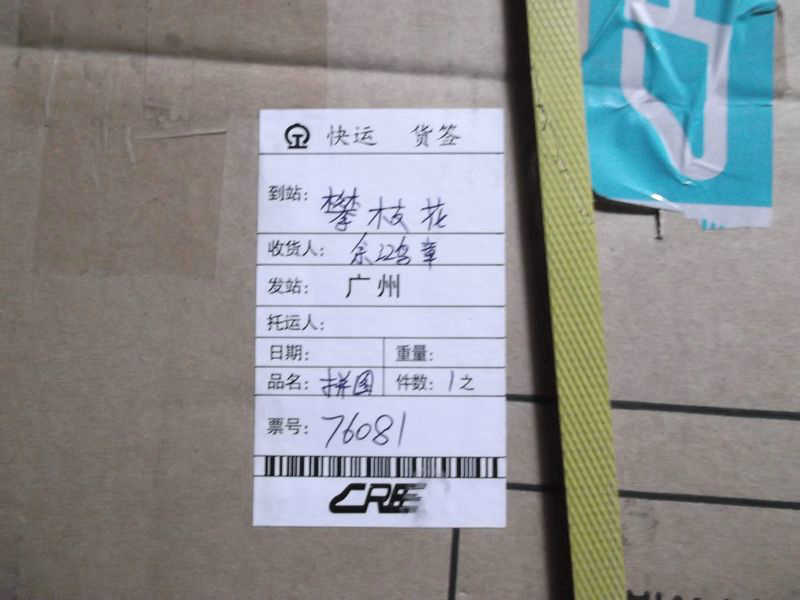 快运 货签
到站: 攀枝花
收货人:
发站: 广州
托运人:
日期: 重量:
品名: 拼图 件数: 1之
票号: 76081
CRE